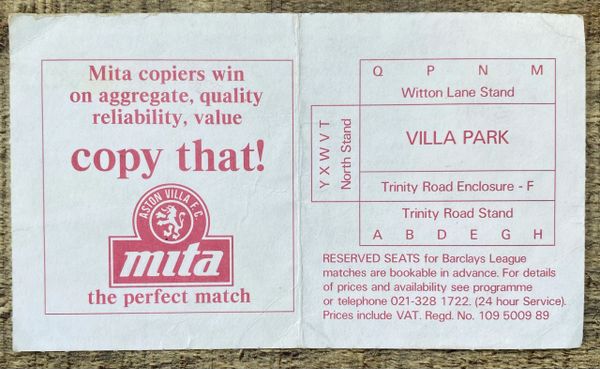 Mita copiers win
on aggregate, quality
reliability, value
copy that!
ASTON VILLA F.C.
mita
the perfect match
Q P N M
Witton Lane Stand
Y X W V T
North Stand
VILLA PARK
Trinity Road Enclosure - F
Trinity Road Stand
A B D E G H
RESERVED SEATS for Barclays League
matches are bookable in advance. For details
of prices and availability see programme
or telephone 021-328 1722. (24 hour Service).
Prices include VAT. Regd. No. 109 5009 89